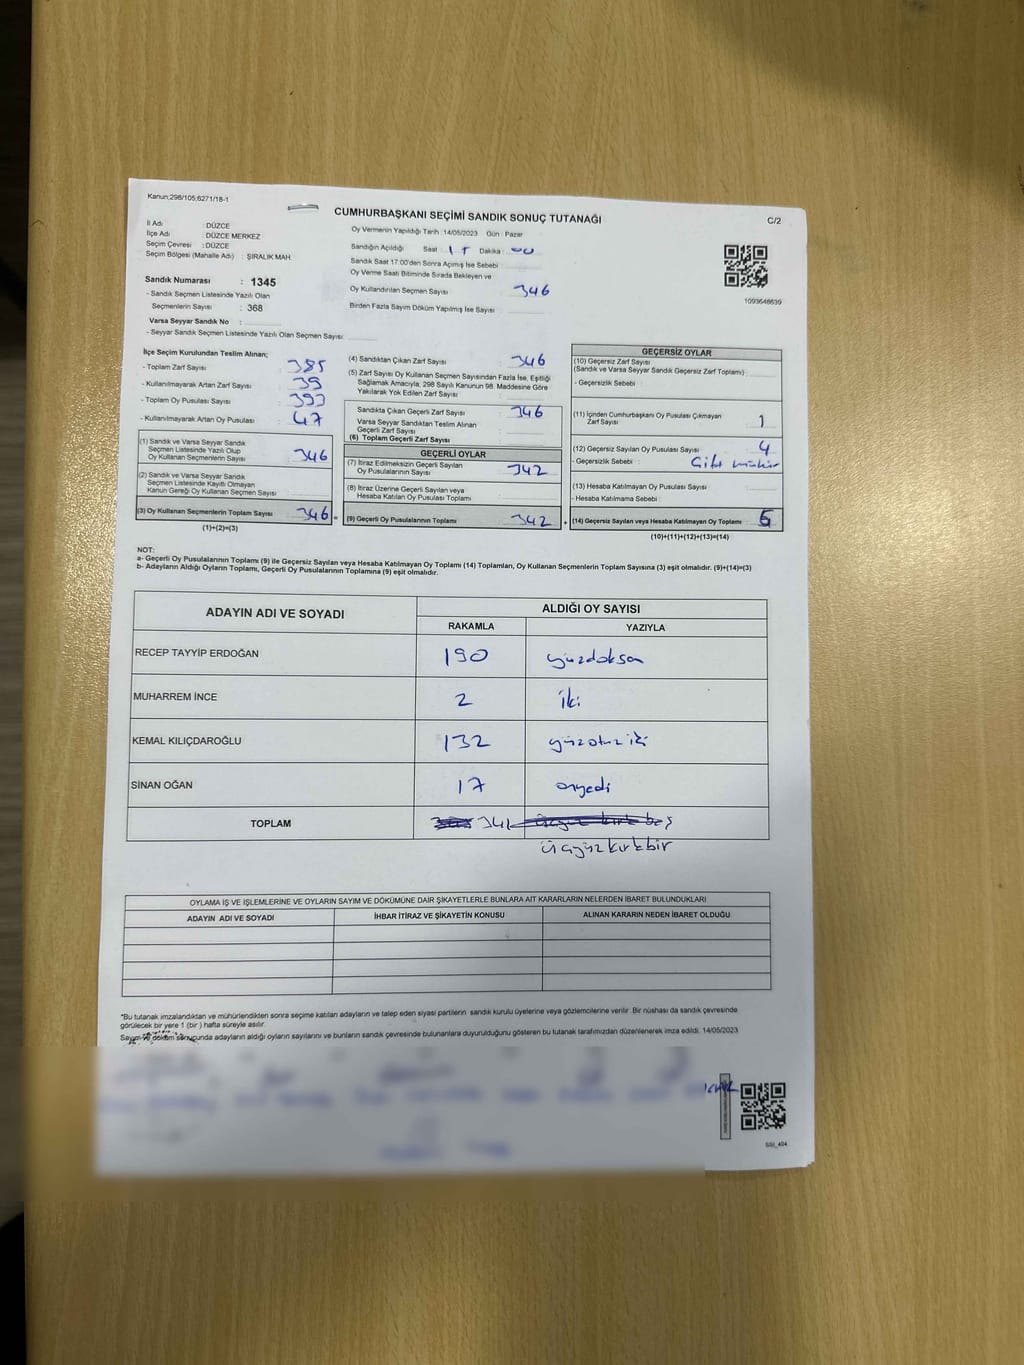 Kanun;298/105;6271/18-1
CUMHURBAŞKANI SEÇİMİ SANDIK SONUÇ TUTANAĞI
C/2
İl Adı : DÜZCE
İlçe Adı : DÜZCE MERKEZ
Seçim Çevresi : DÜZCE
Seçim Bölgesi (Mahalle Adı) : ŞIRALIK MAH.
Sandık Numarası : 1345
- Sandık Seçmen Listesinde Yazılı Olan
Seçmenlerin Sayısı : 368
Varsa Seyyar Sandık No :
- Seyyar Sandık Seçmen Listesinde Yazılı Olan Seçmen Sayısı:
Oy Vermenin Yapıldığı Tarih :14/05/2023 Gün : Pazar
Sandığın Açıldığı Saat 17 Dakika : 00
Sandık Saat 17:00'den Sonra Açımış İse Sebebi
Oy Verme Saati Bitiminde Sırada Bekleyen ve
Oy Kullandırılan Seçmen Sayısı 346
Birden Fazla Sayım Döküm Yapılmış İse Sayısı :
1093648639
İlçe Seçim Kurulundan Teslim Alınan;
- Toplam Zarf Sayısı : 385
- Kullanılmayarak Artan Zarf Sayısı : 39
- Toplam Oy Pusulası Sayısı : 393
- Kullanılmayarak Artan Oy Pusulası : 47
(1) Sandık ve Varsa Seyyar Sandık
Seçmen Listesinde Yazılı Olup
Oy Kullanan Seçmenlerin Sayısı 346
(2) Sandık ve Varsa Seyyar Sandık
Seçmen Listesinde Kayıtlı Olmayan
Kanun Gereği Oy Kullanan Seçmen Sayısı :
(3) Oy Kullanan Seçmenlerin Toplam Sayısı 346 =
(1)+(2)=(3)
(4) Sandıktan Çıkan Zarf Sayısı : 346
(5) Zarf Sayısı Oy Kullanan Seçmen Sayısından Fazla İse, Eşitliği
Sağlamak Amacıyla, 298 Sayılı Kanunun 98. Maddesine Göre
Yakılarak Yok Edilen Zarf Sayısı :
Sandıkta Çıkan Geçerli Zarf Sayısı : 346
Varsa Seyyar Sandıktan Teslim Alınan
Geçerli Zarf Sayısı
(6) Toplam Geçerli Zarf Sayısı
GEÇERLİ OYLAR
(7) İtiraz Edilmeksizin Geçerli Sayılan
Oy Pusulalarının Sayısı : 342
(8) İtiraz Üzerine Geçerli Sayılan veya
Hesaba Katılan Oy Pusulası Toplamı :
(9) Geçerli Oy Pusulalarının Toplamı : 342 +
GEÇERSİZ OYLAR
(10) Geçersiz Zarf Sayısı
(Sandık ve Varsa Seyyar Sandık Geçersiz Zarf Toplamı)
- Geçersizlik Sebebi :
(11) İçinden Cumhurbaşkanı Oy Pusulası Çıkmayan
Zarf Sayısı : 1
(12) Geçersiz Sayılan Oy Pusulası Sayısı : 4
- Geçersizlik Sebebi : Çift mühür
(13) Hesaba Katılmayan Oy Pusulası Sayısı :
- Hesaba Katılmama Sebebi :
(14) Geçersiz Sayılan veya Hesaba Katılmayan Oy Toplamı :
(10)+(11)+(12)+(13)=(14)
NOT:
a- Geçerli Oy Pusulalarının Toplamı (9) ile Geçersiz Sayılan veya Hesaba Katılmayan Oy Toplamı (14) Toplamları, Oy Kullanan Seçmenlerin Toplam Sayısına (3) eşit olmalıdır. (9)+(14)=(3)
b- Adayların Aldığı Oyların Toplamı, Geçerli Oy Pusulalarının Toplamına (9) eşit olmalıdır.
ADAYIN ADI VE SOYADI
ALDIĞI OY SAYISI
RAKAMLA YAZIYLA
RECEP TAYYİP ERDOĞAN 190 yüzdoksan
MUHARREM İNCE 2 iki
KEMAL KILIÇDAROĞLU 132 yüzotuz iki
SİNAN OĞAN 17 onyedi
TOPLAM 341 üçyüz kırk beş
üçyüz kırk bir
OYLAMA İŞ VE İŞLEMLERİNE VE OYLARIN SAYIM VE DÖKÜMÜNE DAİR ŞİKAYETLERLE BUNLARA AİT KARARLARIN NELERDEN İBARET BULUNDUKLARI
ADAYIN ADI VE SOYADI İHBAR İTİRAZ VE ŞİKAYETİN KONUSU ALINAN KARARIN NEDEN İBARET OLDUĞU
*Bu tutanak imzalandıktan ve mühürlendikten sonra seçime katılan adayların ve talep eden siyasi partilerin sandık kurulu üyelerine veya gözlemcilerine verilir. Bir nüshası da sandık çevresinde
görülecek bir yere 1 (bir ) hafta süreyle asılır.
Sayım ve döküm sonucunda adayların aldığı oyların sayılarını ve bunların sandık çevresinde bulunanlara duyurulduğunu gösteren bu tutanak tarafımızdan düzenlenerek imza edildi. 14/05/2023